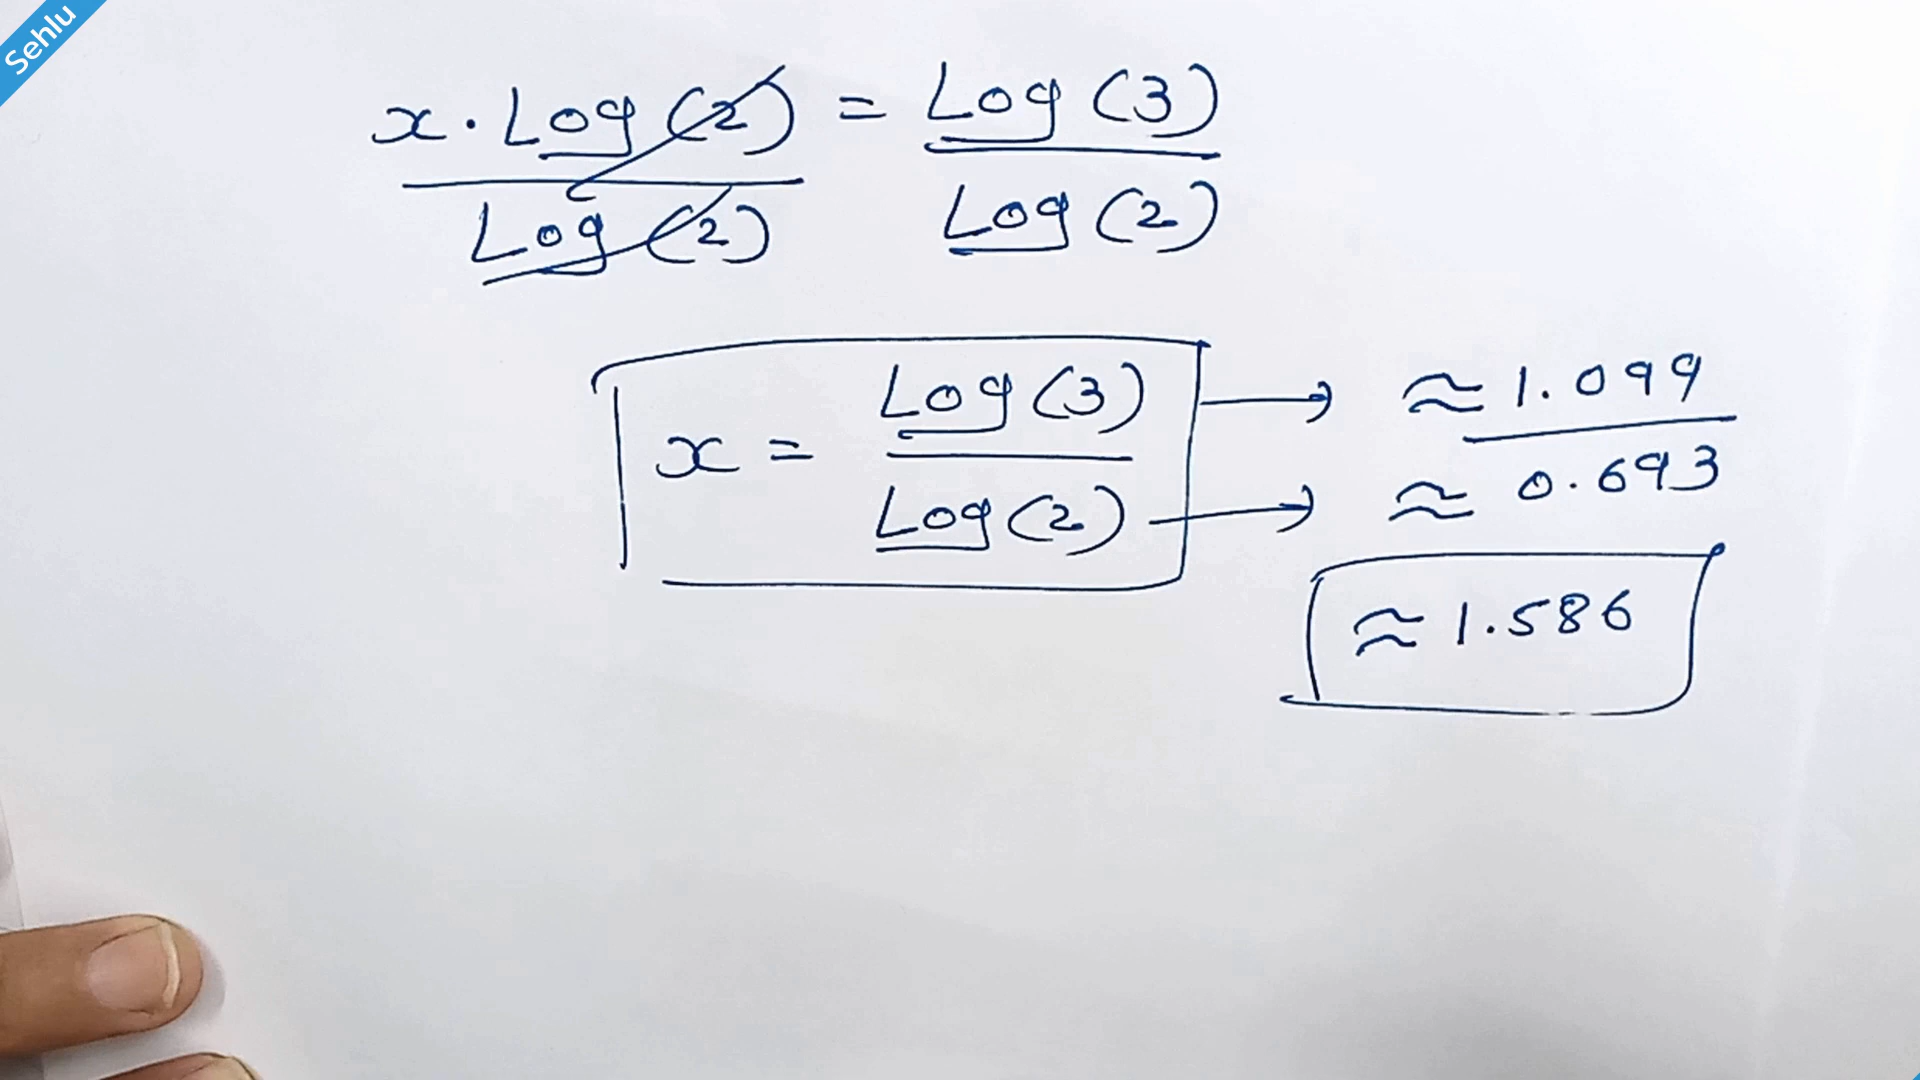 Sehlu
x · Log (2) / Log (2) = Log (3) / Log (2)
x = Log (3) / Log (2) → ≈ 1.099 / → ≈ 0.693
≈ 1.586